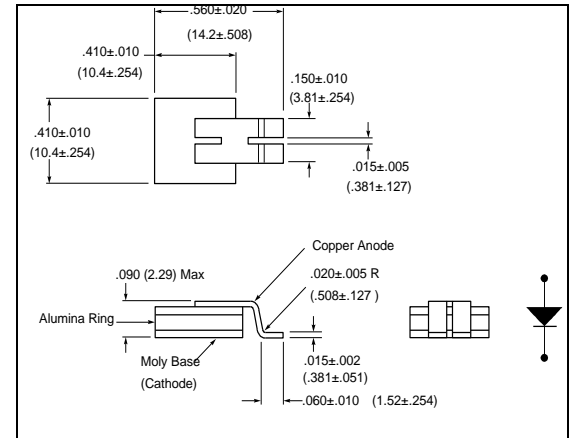 .560±.020
(14.2±.508)
.410±.010
(10.4±.254)
.150±.010
(3.81±.254)
.410±.010
(10.4±.254)
.015±.005
(.381±.127)
Copper Anode
.090 (2.29) Max
.020±.005 R
(.508±.127 )
Alumina Ring
Moly Base
(Cathode)
.015±.002
(.381±.051)
.060±.010 (1.52±.254)